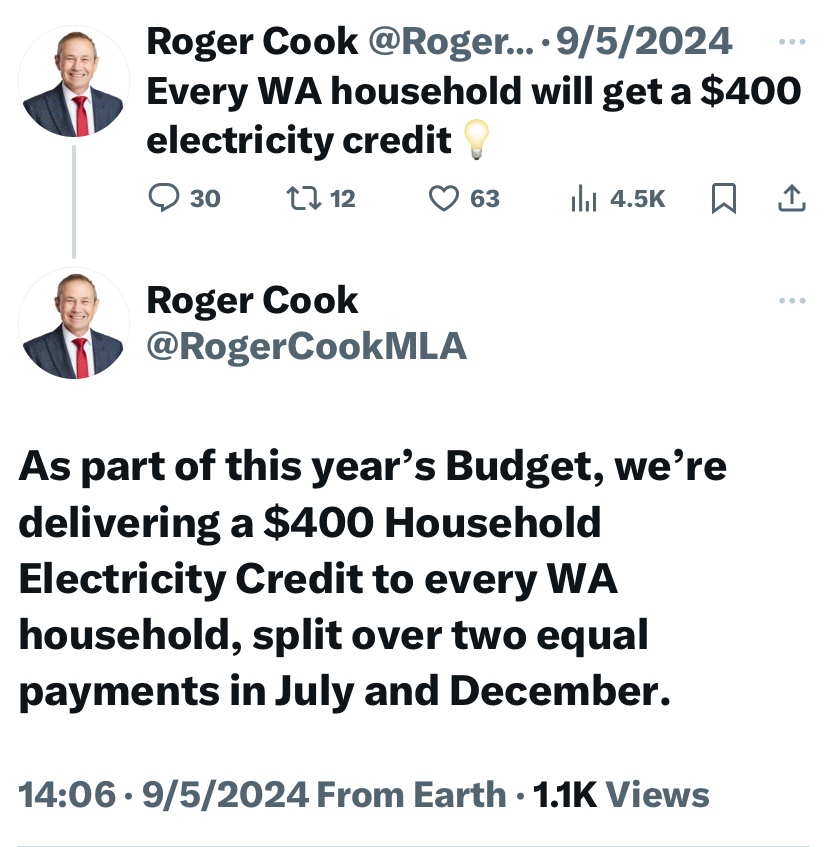 Roger Cook @Roger... · 9/5/2024
Every WA household will get a $400
electricity credit 💡
30 12 63 4.5K
Roger Cook
@RogerCookMLA
As part of this year’s Budget, we’re
delivering a $400 Household
Electricity Credit to every WA
household, split over two equal
payments in July and December.
14:06 · 9/5/2024 From Earth · 1.1K Views